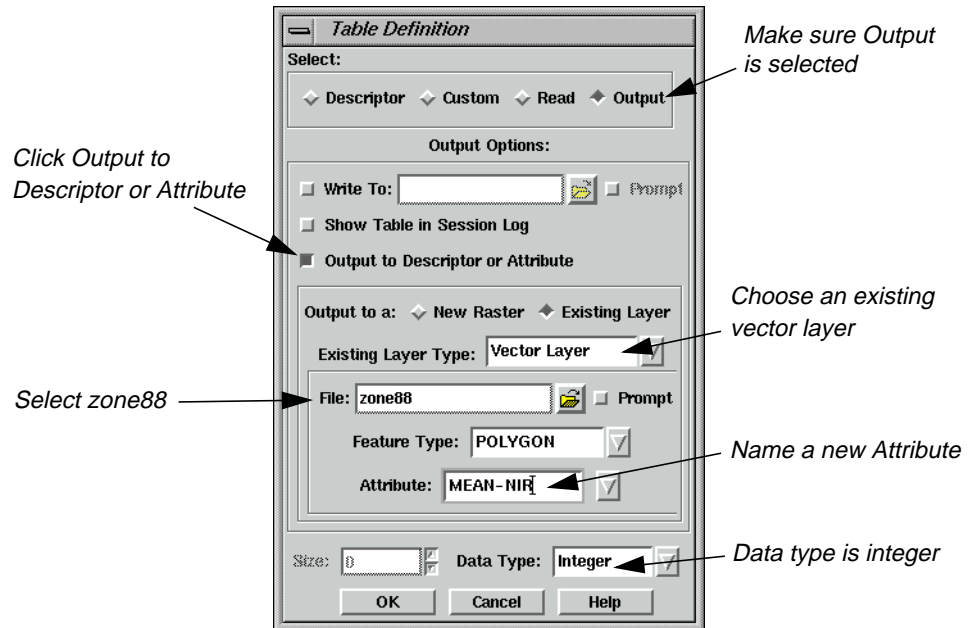 Table Definition
Make sure Output
is selected
Select:
Descriptor Custom Read Output
Output Options:
Click Output to
Descriptor or Attribute
Write To: Prompt
Show Table in Session Log
Output to Descriptor or Attribute
Output to a: New Raster Existing Layer
Choose an existing
vector layer
Existing Layer Type: Vector Layer
Select zone88
File: zone88 Prompt
Feature Type: POLYGON
Name a new Attribute
Attribute: MEAN-NIR
Size: 0 Data Type: Integer
Data type is integer
OK Cancel Help